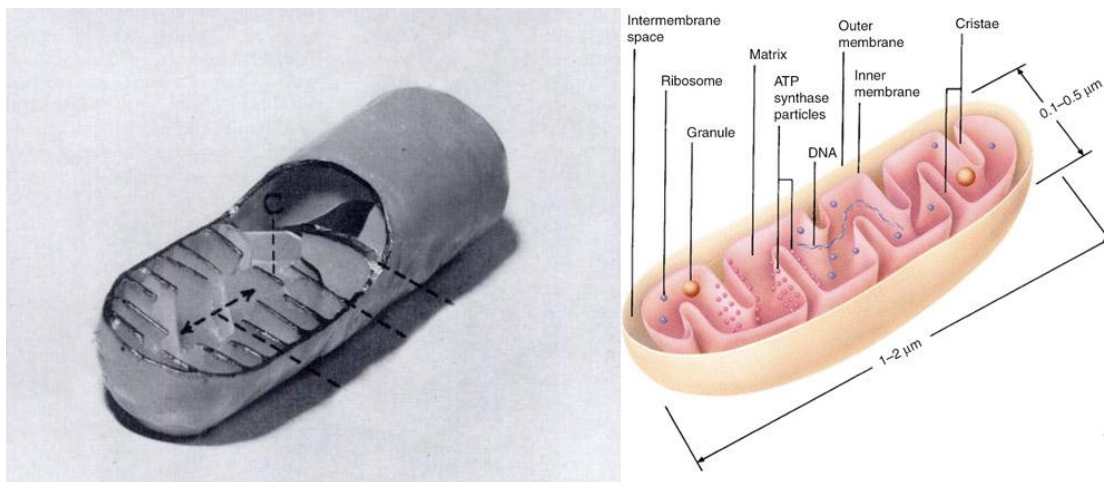 C
Intermembrane
space
Ribosome
Granule
Matrix
ATP
synthase
particles
DNA
Outer
membrane
Inner
membrane
Cristae
0.1–0.5 μm
1–2 μm